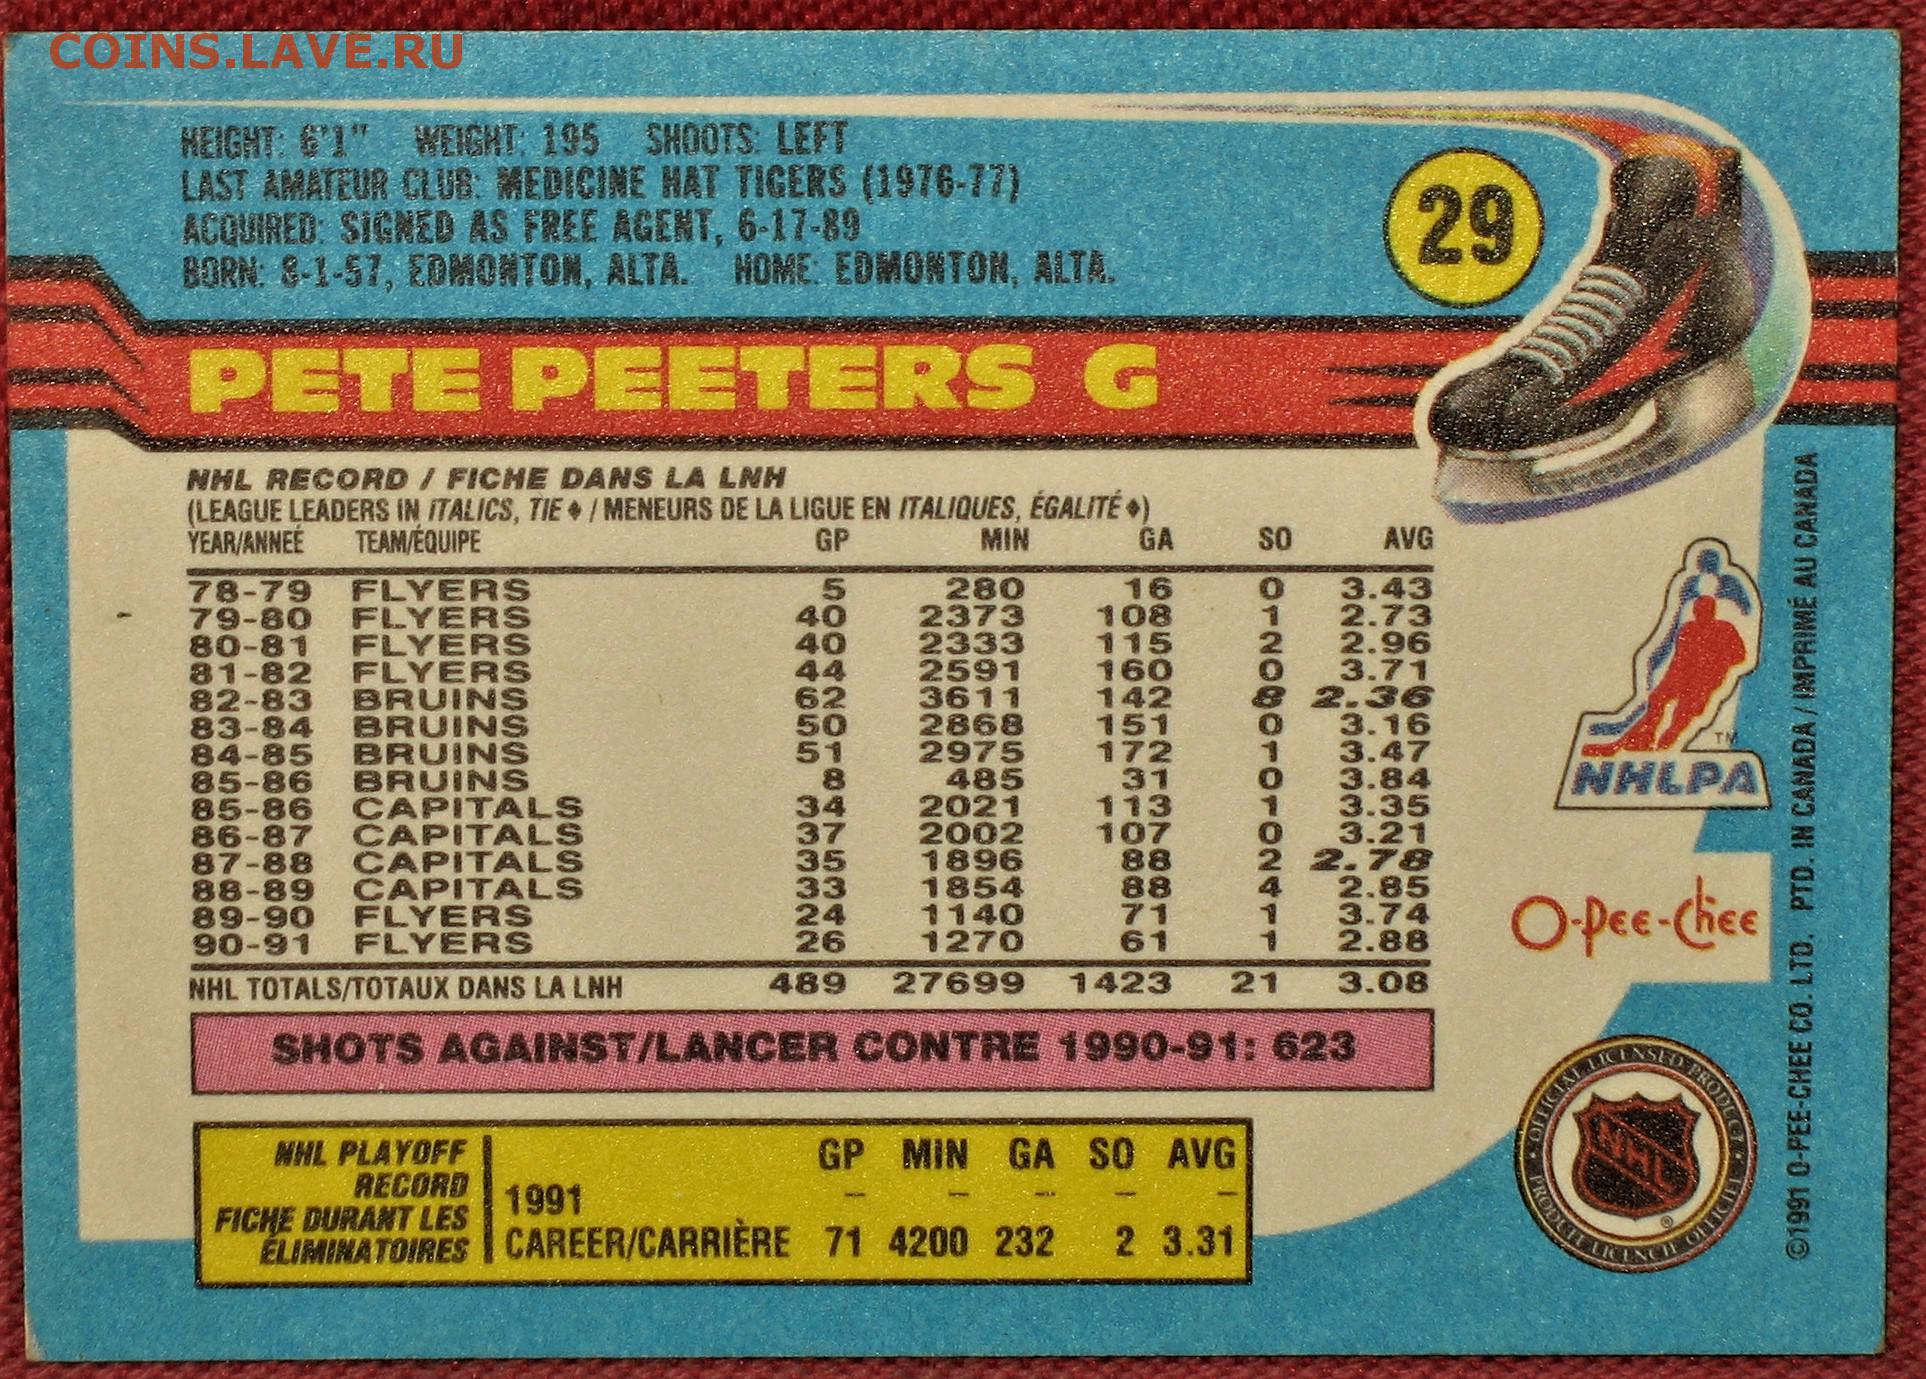 COINS.LAVE.RU
HEIGHT: 6'1" WEIGHT: 195 SHOOTS: LEFT
LAST AMATEUR CLUB: MEDICINE HAT TIGERS (1976-77)
ACQUIRED: SIGNED AS FREE AGENT, 6-17-89
BORN: 8-1-57, EDMONTON, ALTA. HOME: EDMONTON, ALTA.
29
PETE PEETERS G
NHL RECORD / FICHE DANS LA LNH
(LEAGUE LEADERS IN ITALICS, TIE ♦ / MENEURS DE LA LIGUE EN ITALIQUES, ÉGALITÉ ♦)
YEAR/ANNEÉ TEAM/ÉQUIPE GP MIN GA SO AVG
78-79 FLYERS 5 280 16 0 3.43
79-80 FLYERS 40 2373 108 1 2.73
80-81 FLYERS 40 2333 115 2 2.96
81-82 FLYERS 44 2591 160 0 3.71
82-83 BRUINS 62 3611 142 8 2.36
83-84 BRUINS 50 2868 151 0 3.16
84-85 BRUINS 51 2975 172 1 3.47
85-86 BRUINS 8 485 31 0 3.84
85-86 CAPITALS 34 2021 113 1 3.35
86-87 CAPITALS 37 2002 107 0 3.21
87-88 CAPITALS 35 1896 88 2 2.78
88-89 CAPITALS 33 1854 88 4 2.85
89-90 FLYERS 24 1140 71 1 3.74
90-91 FLYERS 26 1270 61 1 2.88
NHL TOTALS/TOTAUX DANS LA LNH 489 27699 1423 21 3.08
SHOTS AGAINST/LANCER CONTRE 1990-91: 623
NHL PLAYOFF
RECORD
FICHE DURANT LES
ÉLIMINATOIRES
GP MIN GA SO AVG
1991 – – – – –
CAREER/CARRIÈRE 71 4200 232 2 3.31
TM
NHLPA
O-Pee-Chee
OFFICIAL LICENSED PRODUCT • PRODUIT LICENCIÉ OFFICIEL •
NHL
®
©1991 O-PEE-CHEE CO. LTD. PTD. IN CANADA / IMPRIMÉ AU CANADA